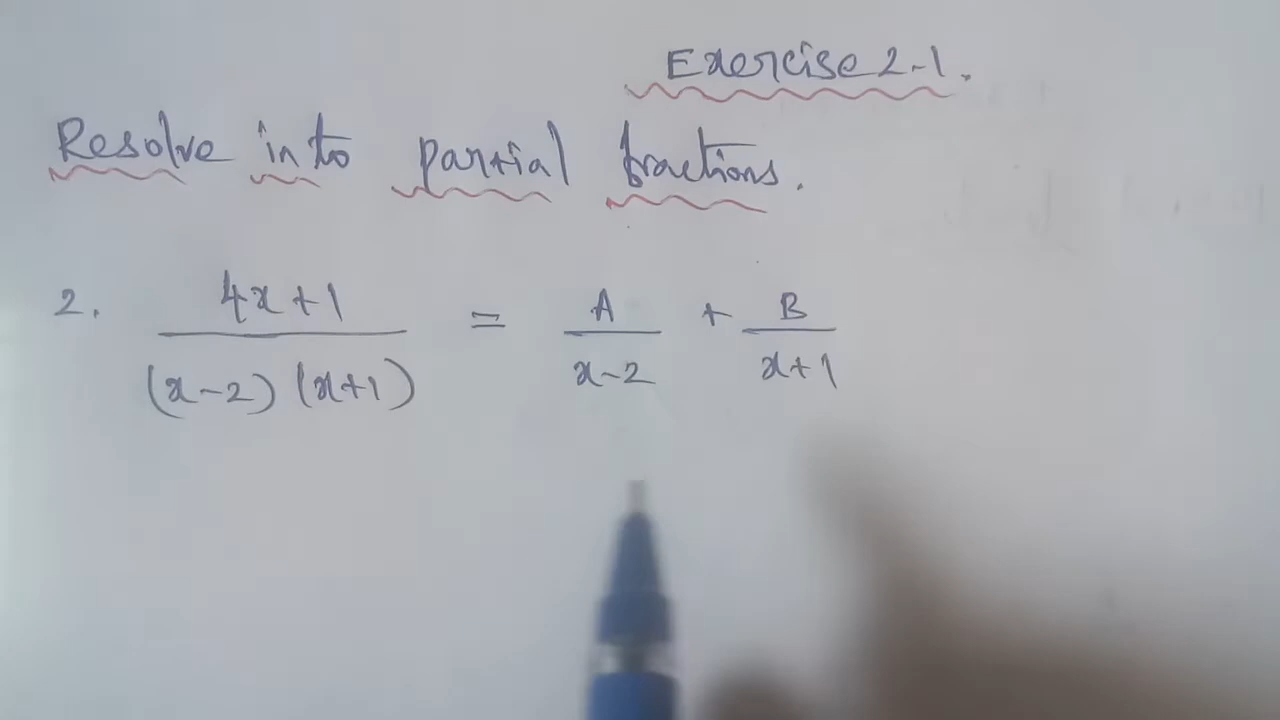 Exercise 2.1.
Resolve into partial fractions.
2. (4x+1)/((x-2)(x+1)) = A/(x-2) + B/(x+1)